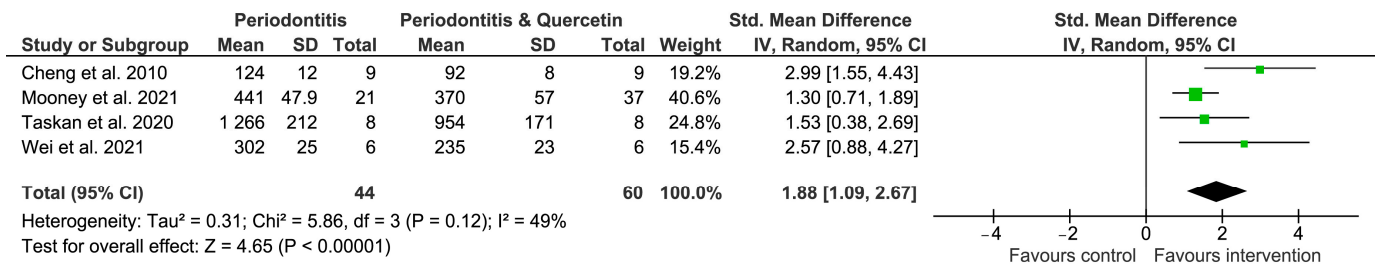 Periodontitis Periodontitis & Quercetin Std. Mean Difference Std. Mean Difference
Study or Subgroup Mean SD Total Mean SD Total Weight IV, Random, 95% CI IV, Random, 95% CI
Cheng et al. 2010 124 12 9 92 8 9 19.2% 2.99 [1.55, 4.43]
Mooney et al. 2021 441 47.9 21 370 57 37 40.6% 1.30 [0.71, 1.89]
Taskan et al. 2020 1 266 212 8 954 171 8 24.8% 1.53 [0.38, 2.69]
Wei et al. 2021 302 25 6 235 23 6 15.4% 2.57 [0.88, 4.27]
Total (95% CI) 44 60 100.0% 1.88 [1.09, 2.67]
Heterogeneity: Tau² = 0.31; Chi² = 5.86, df = 3 (P = 0.12); I² = 49%
Test for overall effect: Z = 4.65 (P < 0.00001)
−4 −2 0 2 4
Favours control Favours intervention